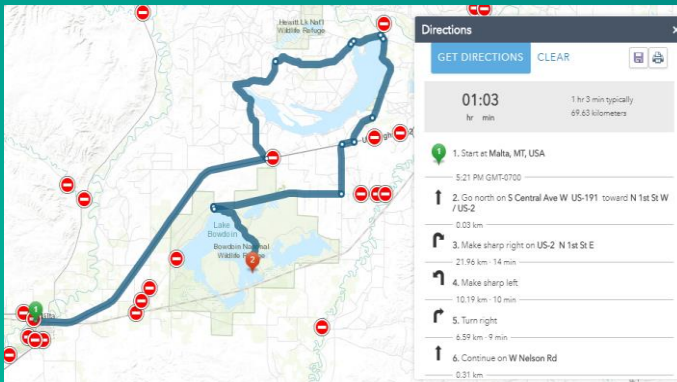 Hewitt Lk Nat'l
Wildlife Refuge
Lake
Bowdoin
Bowdoin National
Wildlife
2
1
Directions
GET DIRECTIONS CLEAR
01:03
hr min
1 hr 3 min typically
69.63 kilometers
1 1. Start at Malta, MT, USA
5:21 PM GMT-0700
2. Go north on S Central Ave W US-191 toward N 1st St W
/ US-2
0.03 km
3. Make sharp right on US-2 N 1st St E
21.96 km · 14 min
4. Make sharp left
10.19 km · 10 min
5. Turn right
6.59 km · 9 min
6. Continue on W Nelson Rd
0.31 km